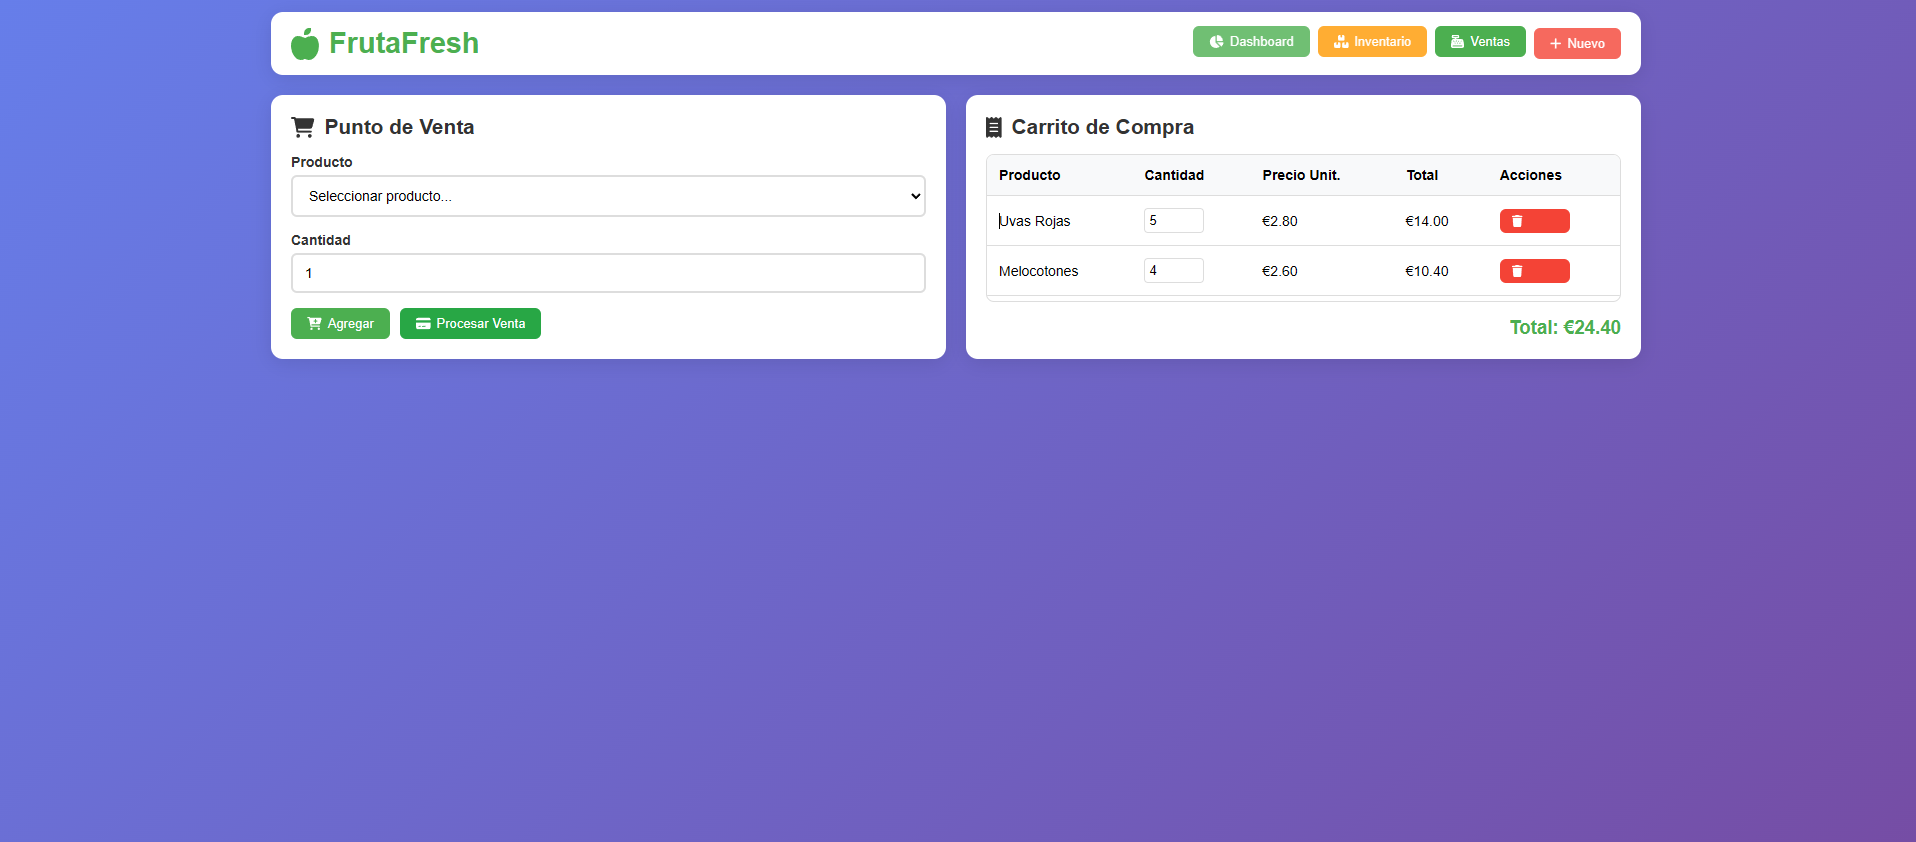 FrutaFresh
Dashboard Inventario Ventas Nuevo
Punto de Venta
Producto
Seleccionar producto...
Cantidad
1
Agregar Procesar Venta
Carrito de Compra
Producto Cantidad Precio Unit. Total Acciones
Uvas Rojas 5 €2.80 €14.00
Melocotones 4 €2.60 €10.40
Total: €24.40